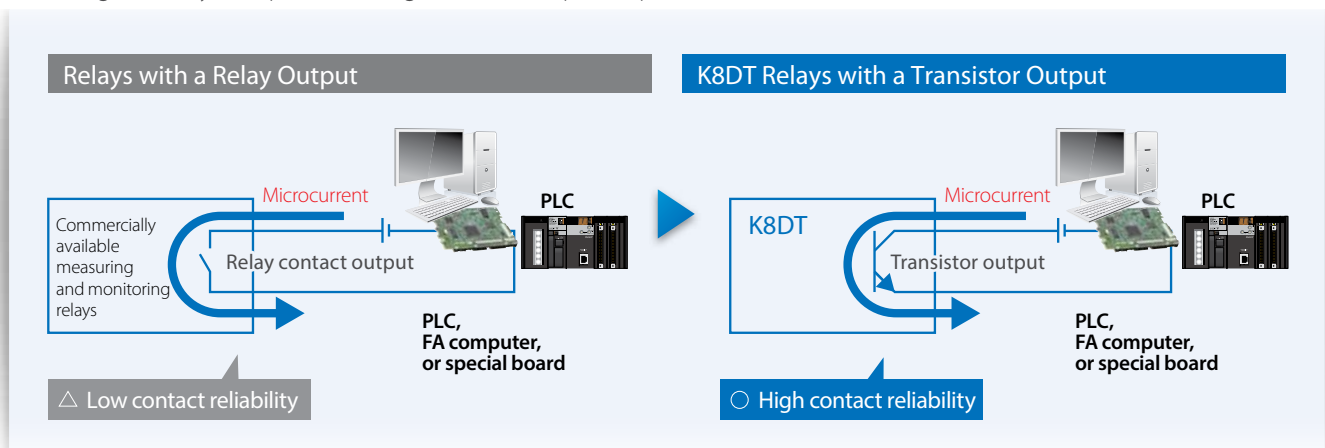 Relays with a Relay Output
Commercially
available
measuring
and monitoring
relays
Microcurrent
Relay contact output
PLC
PLC,
FA computer,
or special board
△ Low contact reliability
K8DT Relays with a Transistor Output
K8DT
Microcurrent
Transistor output
PLC
PLC,
FA computer,
or special board
○ High contact reliability